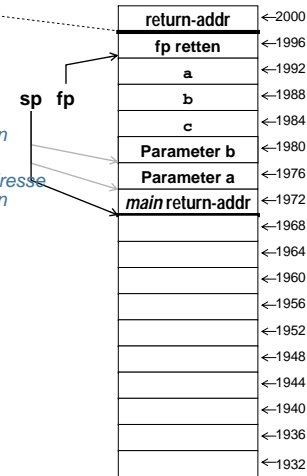 return-addr ←2000
fp retten ←1996
a ←1992
sp fp b ←1988
c ←1984
n
Parameter b ←1980
Parameter a ←1976
resse
n
main return-addr ←1972
←1968
←1964
←1960
←1956
←1952
←1948
←1944
←1940
←1936
←1932